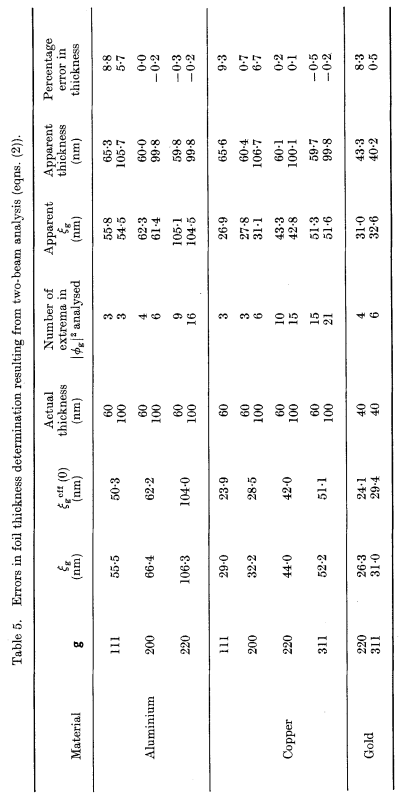 Table 5. Errors in foil thickness determination resulting from two-beam analysis (eqns. (2)).
Material g ξg (nm) ξg^eff (0) (nm) Actual thickness (nm) Number of extrema in |ϕg|² analysed Apparent ξg (nm) Apparent thickness (nm) Percentage error in thickness
111 55·5 50·3 60 3 55·8 65·3 8·8
100 3 54·5 105·7 5·7
Aluminium 200 66·4 62·2 60 4 62·3 60·0 0·0
100 6 61·4 99·8 −0·2
220 106·3 104·0 60 9 105·1 59·8 −0·3
100 16 104·5 99·8 −0·2
111 29·0 23·9 60 3 26·9 65·6 9·3
200 32·2 28·5 60 3 27·8 60·4 0·7
100 6 31·1 106·7 6·7
Copper 220 44·0 42·0 60 10 43·3 60·1 0·2
100 15 42·8 100·1 0·1
311 52·2 51·1 60 15 51·3 59·7 −0·5
100 21 51·6 99·8 −0·2
Gold 220 26·3 24·1 40 4 31·0 43·3 8·3
311 31·0 29·4 40 6 32·6 40·2 0·5